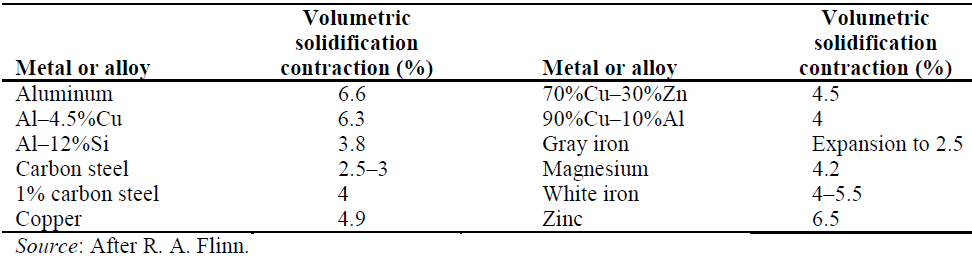 Volumetric Volumetric
solidification solidification
Metal or alloy contraction (%) Metal or alloy contraction (%)
Aluminum 6.6 70%Cu–30%Zn 4.5
Al–4.5%Cu 6.3 90%Cu–10%Al 4
Al–12%Si 3.8 Gray iron Expansion to 2.5
Carbon steel 2.5–3 Magnesium 4.2
1% carbon steel 4 White iron 4–5.5
Copper 4.9 Zinc 6.5
Source: After R. A. Flinn.